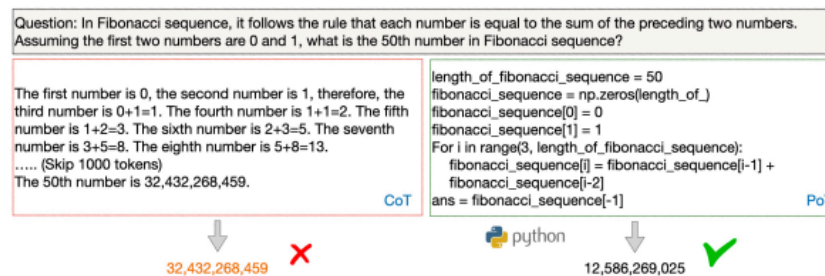 Question: In Fibonacci sequence, it follows the rule that each number is equal to the sum of the preceding two numbers.
Assuming the first two numbers are 0 and 1, what is the 50th number in Fibonacci sequence?
The first number is 0, the second number is 1, therefore, the
third number is 0+1=1. The fourth number is 1+1=2. The fifth
number is 1+2=3. The sixth number is 2+3=5. The seventh
number is 3+5=8. The eighth number is 5+8=13.
..... (Skip 1000 tokens)
The 50th number is 32,432,268,459.
CoT
32,432,268,459
length_of_fibonacci_sequence = 50
fibonacci_sequence = np.zeros(length_of_)
fibonacci_sequence[0] = 0
fibonacci_sequence[1] = 1
For i in range(3, length_of_fibonacci_sequence):
fibonacci_sequence[i] = fibonacci_sequence[i-1] +
fibonacci_sequence[i-2]
ans = fibonacci_sequence[-1]
Po
python
12,586,269,025